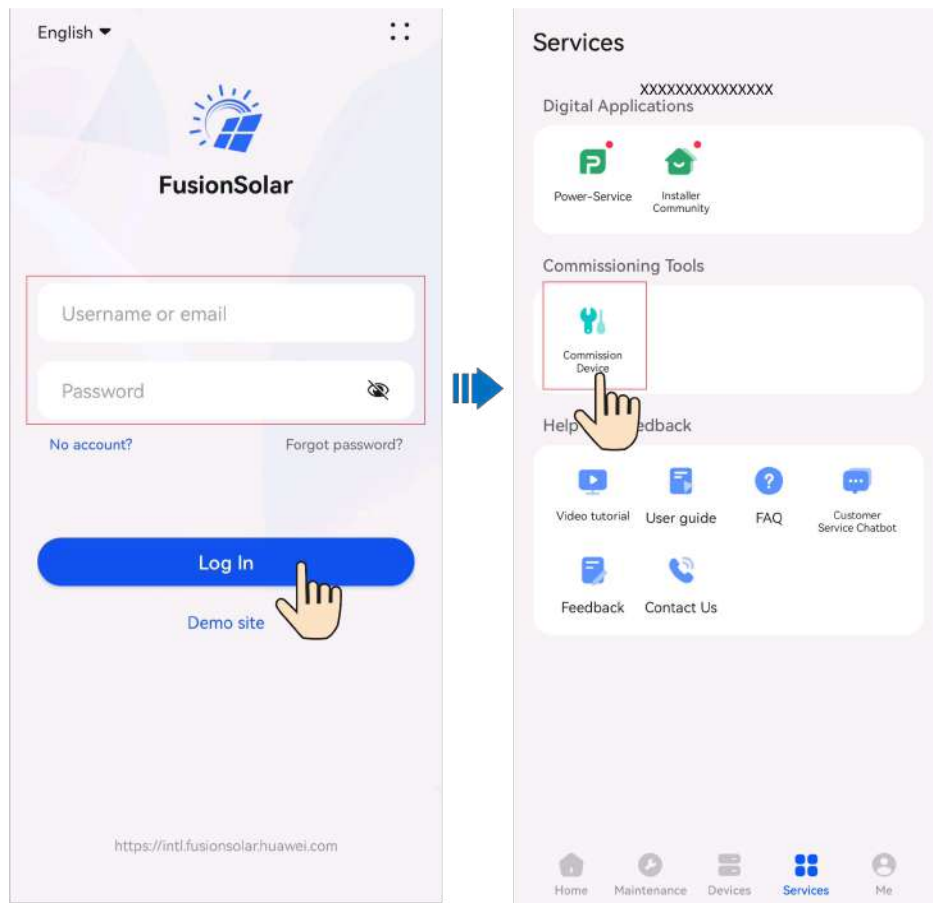 English
FusionSolar
Username or email
Password
No account?
Forgot password?
Log In
Demo site
https://intl.fusionsolar.huawei.com
Services
XXXXXXXXXXXXXXX
Digital Applications
Power-Service
Installer
Community
Commissioning Tools
Commission
Device
Help edback
Video tutorial
User guide
FAQ
Customer
Service Chatbot
Feedback
Contact Us
Home
Maintenance
Devices
Services
Me